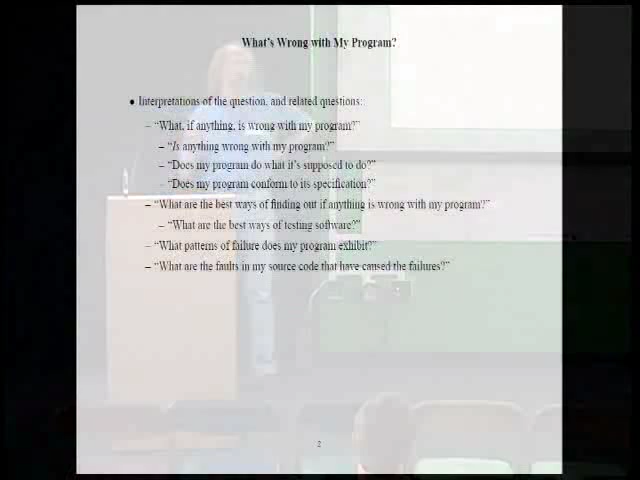 What's Wrong with My Program?
● Interpretations of the question, and related questions:
– “What, if anything, is wrong with my program?”
– “Is anything wrong with my program?”
– “Does my program do what it's supposed to do?”
– “Does my program conform to its specification?”
– “What are the best ways of finding out if anything is wrong with my program?”
– “What are the best ways of testing software?”
– “What patterns of failure does my program exhibit?”
– “What are the faults in my source code that have caused the failures?”
2